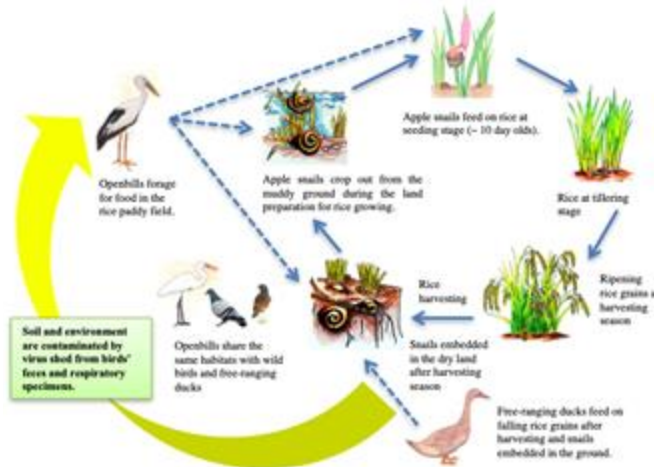 Apple snails feed on rice at
seeding stage (~ 10 day olds).
Openbills forage
for food in the
rice paddy field.
Apple snails crop out from the
muddy ground during the land
preparation for rice growing.
Rice at tillering
stage
Openbills share the
same habitats with wild
birds and free-ranging
ducks
Rice
harvesting
Ripening
rice grains a
harvesting
season
Soil and environment
are contaminated by
virus shed from birds'
feces and respiratory
specimens.
Snails embedded
in the dry land
after harvesting
season
Free-ranging ducks feed on
falling rice grains after
harvesting and snails
embedded in the ground.